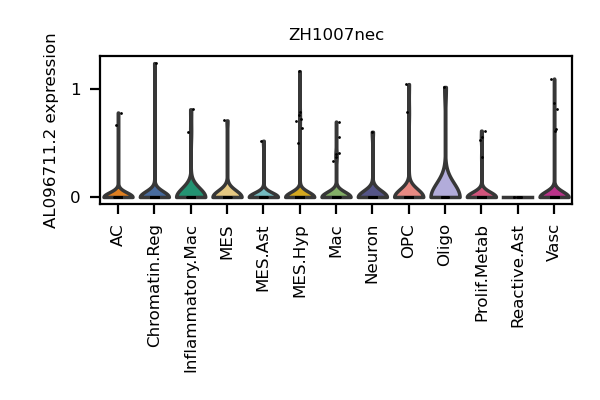 ZH1007nec
AL096711.2 expression
1
0
AC
Chromatin.Reg
Inflammatory.Mac
MES
MES.Ast
MES.Hyp
Mac
Neuron
OPC
Oligo
Prolif.Metab
Reactive.Ast
Vasc